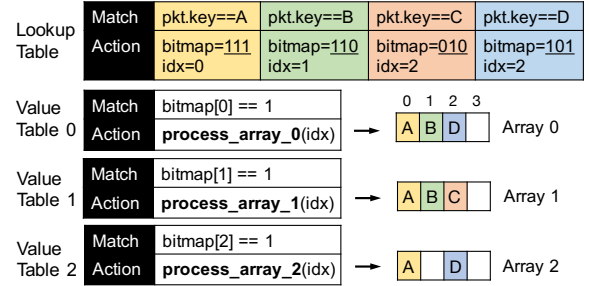 Lookup Table
Match pkt.key==A pkt.key==B pkt.key==C pkt.key==D
Action bitmap=111 bitmap=110 bitmap=010 bitmap=101
idx=0 idx=1 idx=2 idx=2
Value Table 0
Match bitmap[0] == 1
Action process_array_0(idx)
0 1 2 3
A B D Array 0
Value Table 1
Match bitmap[1] == 1
Action process_array_1(idx)
A B C Array 1
Value Table 2
Match bitmap[2] == 1
Action process_array_2(idx)
A D Array 2